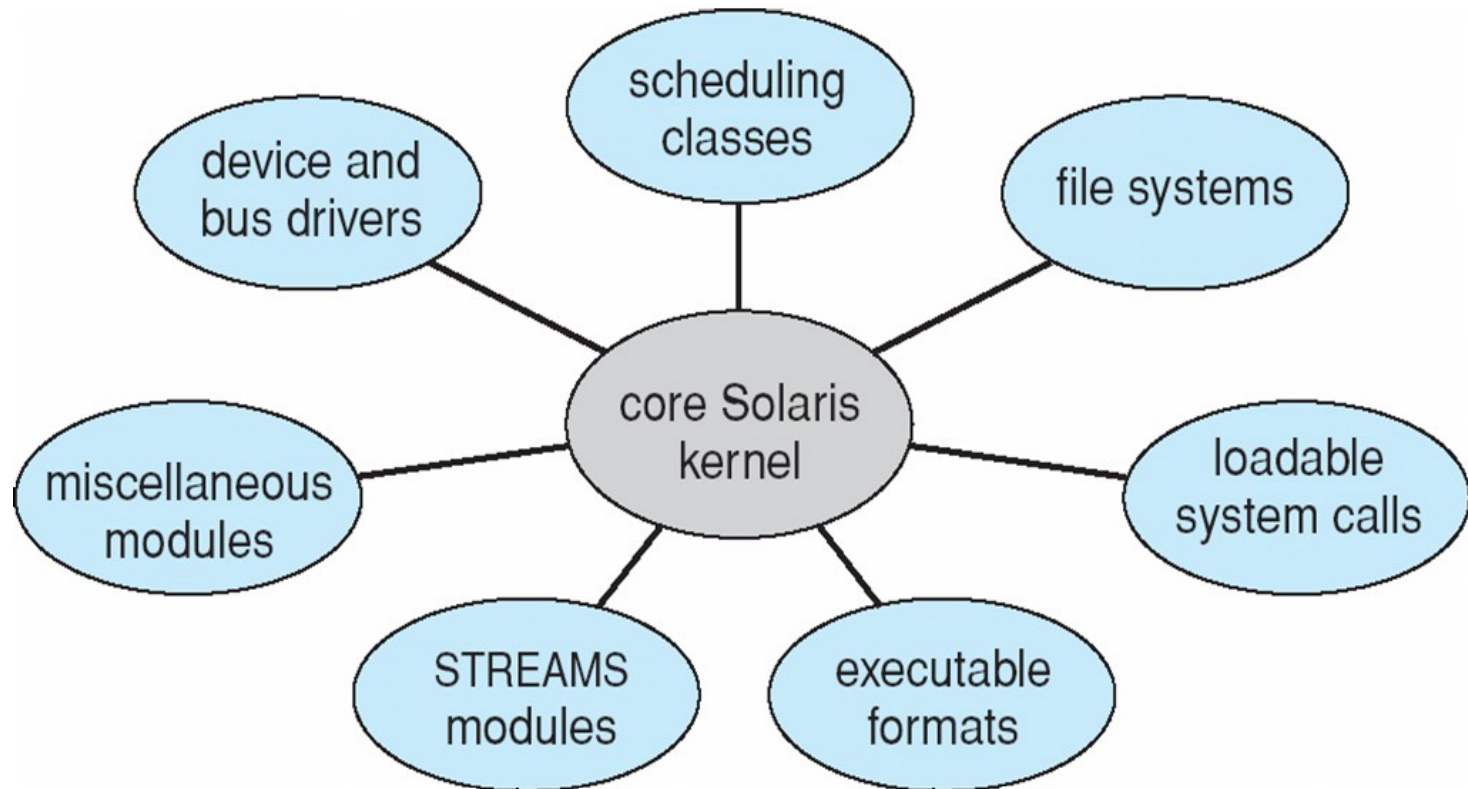 scheduling
classes
device and
bus drivers
file systems
core Solaris
kernel
miscellaneous
modules
loadable
system calls
STREAMS
modules
executable
formats